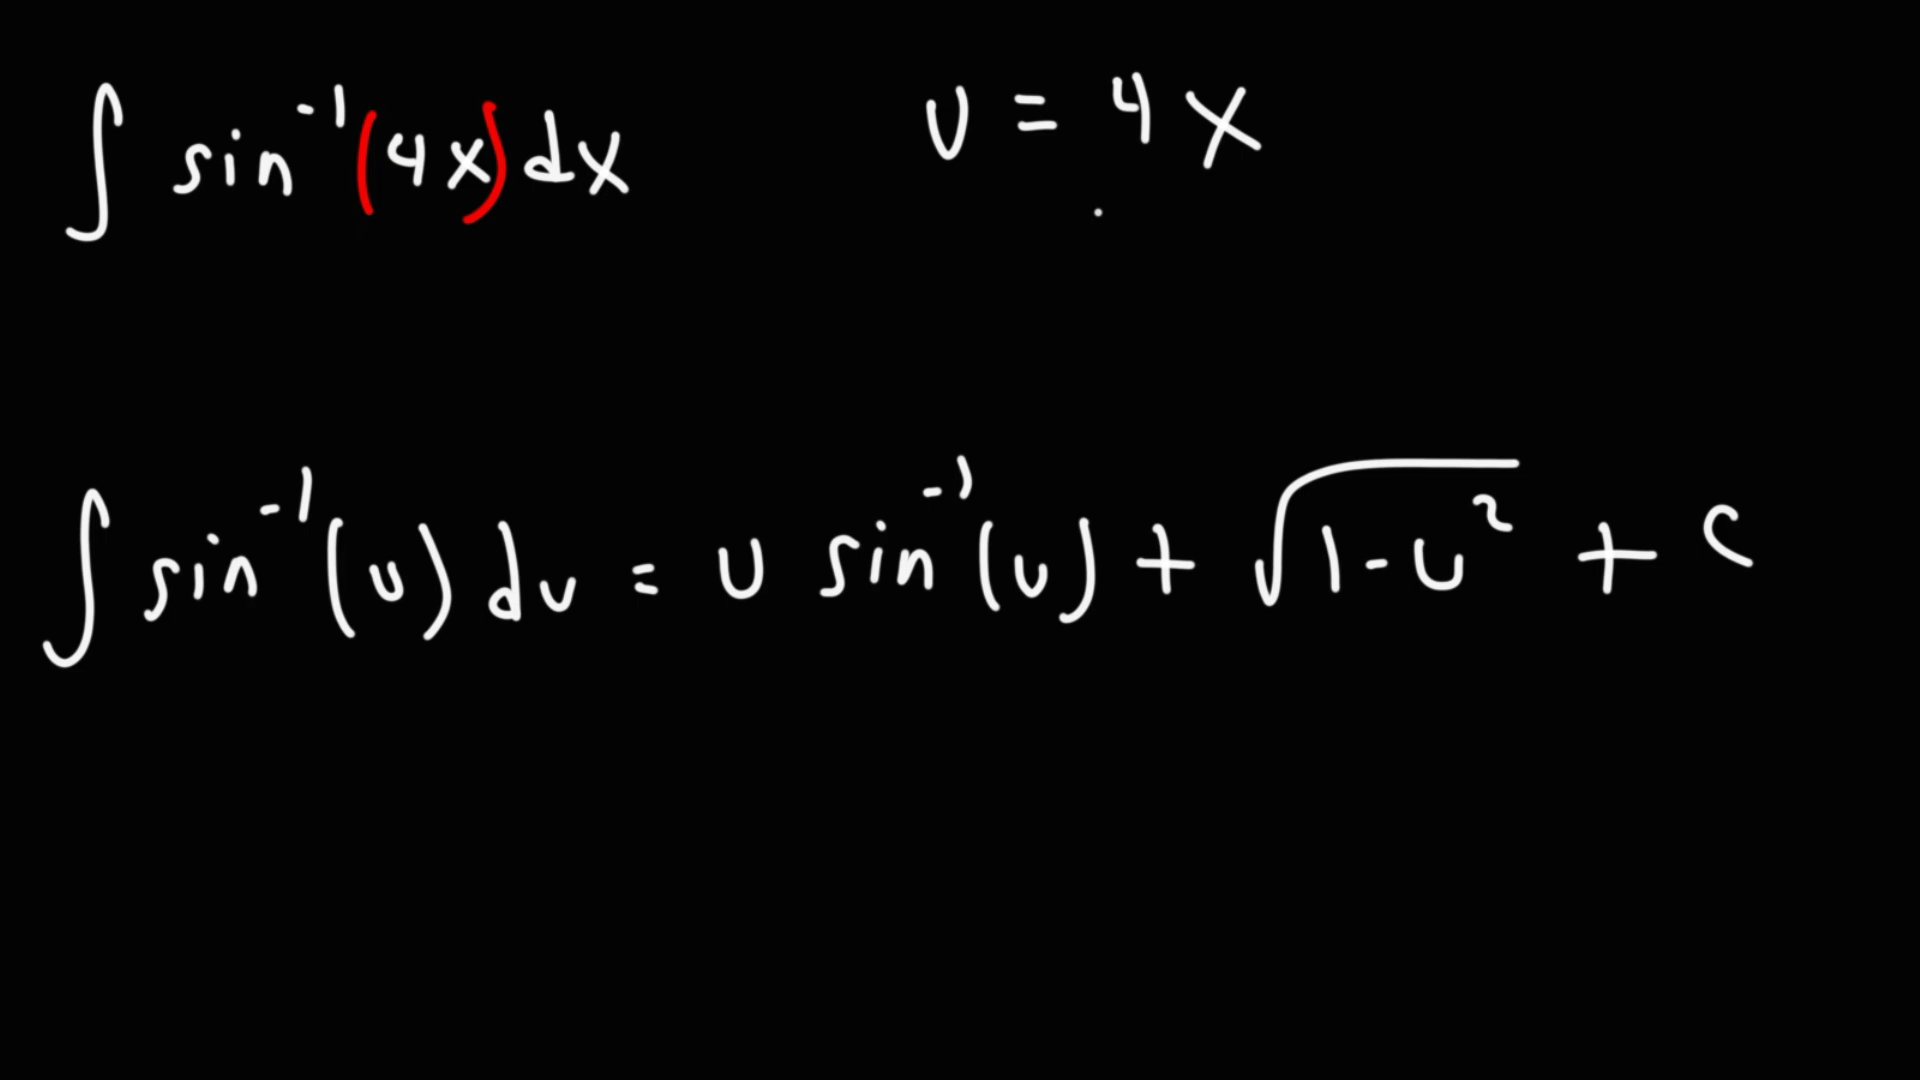 ∫ sin⁻¹(4x) dx   u = 4x
∫ sin⁻¹(u) du = u sin⁻¹(u) + √(1-u²) + C